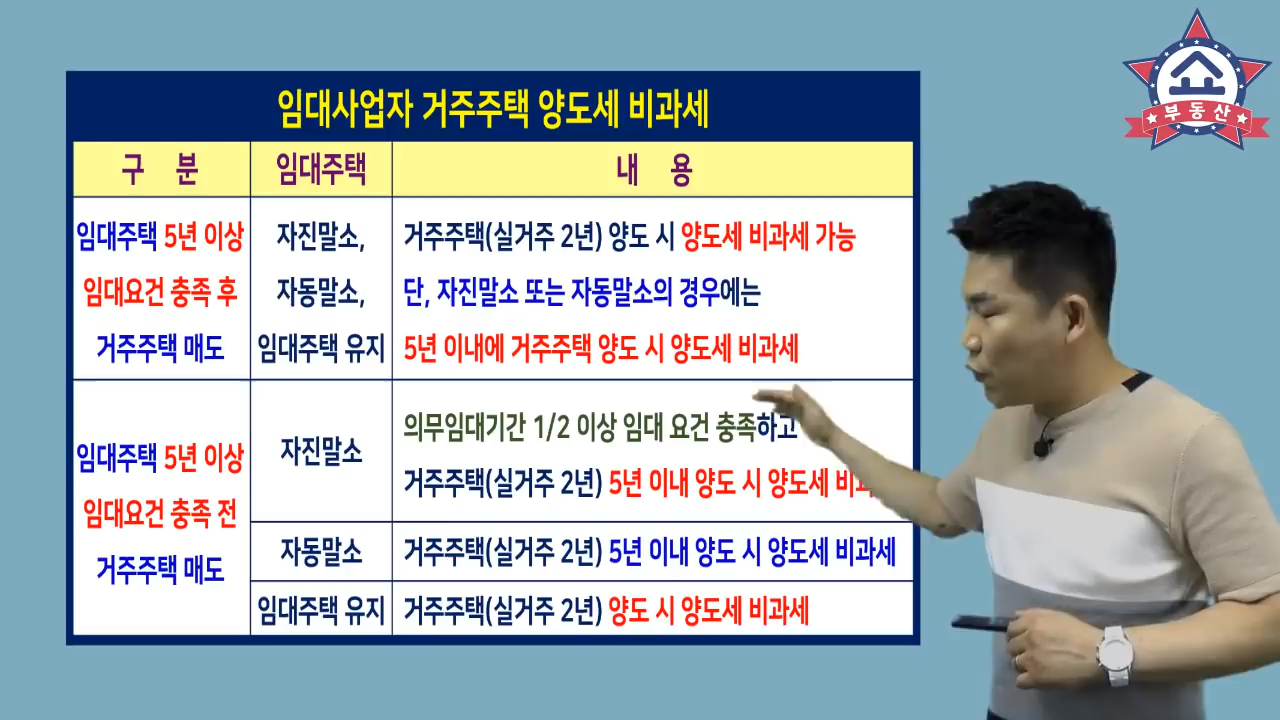 부동산
임대사업자 거주주택 양도세 비과세
구 분 임대주택 내 용
임대주택 5년 이상
임대요건 충족 후
거주주택 매도
자진말소,
자동말소,
임대주택 유지
거주주택(실거주 2년) 양도 시 양도세 비과세 가능
단, 자진말소 또는 자동말소의 경우에는
5년 이내에 거주주택 양도 시 양도세 비과세
임대주택 5년 이상
임대요건 충족 전
거주주택 매도
자진말소
의무임대기간 1/2 이상 임대 요건 충족하고
거주주택(실거주 2년) 5년 이내 양도 시 양도세
자동말소
거주주택(실거주 2년) 5년 이내 양도 시 양도세 비과세
임대주택 유지
거주주택(실거주 2년) 양도 시 양도세 비과세